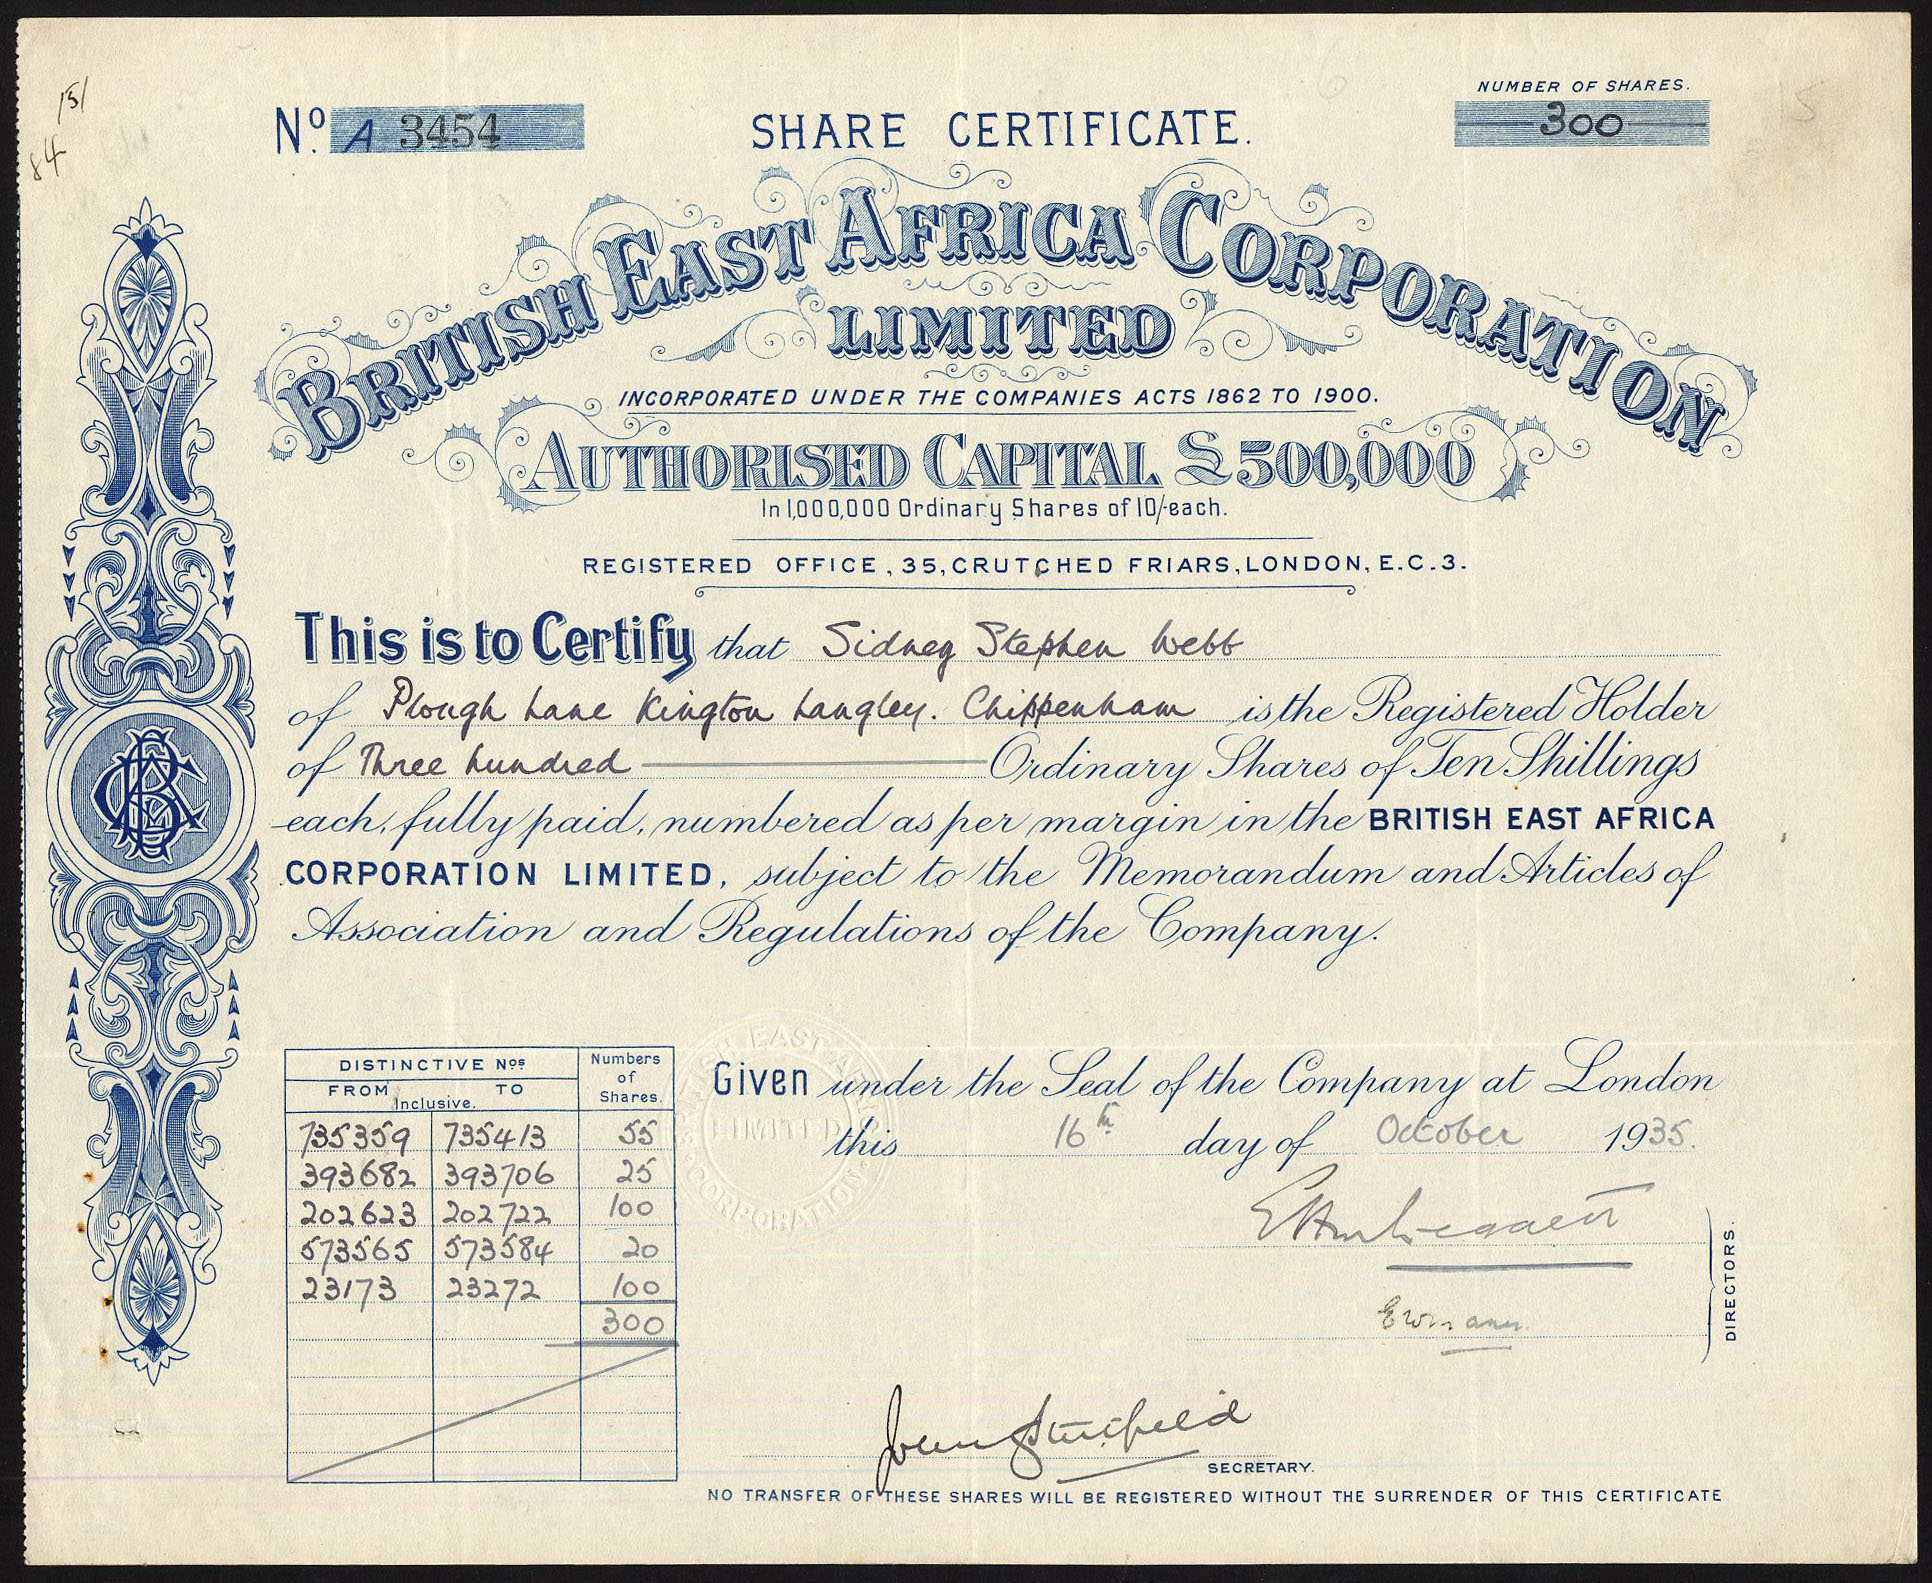 151
84
No. A 3454
SHARE CERTIFICATE.
NUMBER OF SHARES.
300
BRITISH EAST AFRICA CORPORATION
LIMITED
INCORPORATED UNDER THE COMPANIES ACTS 1862 TO 1900.
AUTHORISED CAPITAL £500,000
In 1,000,000 Ordinary Shares of 10/- each.
REGISTERED OFFICE, 35, CRUTCHED FRIARS, LONDON, E.C.3.
This is to Certify that Sidney Stephen Webb
of Plough Lane Kington Langley. Chippenham is the Registered Holder
of Three hundred Ordinary Shares of Ten Shillings
each, fully paid, numbered as per margin in the BRITISH EAST AFRICA
CORPORATION LIMITED, subject to the Memorandum and Articles of
Association and Regulations of the Company.
DISTINCTIVE Nos Numbers of Shares.
FROM TO
Inclusive.
735359 735413 55
393682 393706 25
202623 202722 100
573565 573584 20
23173 23272 100
300
BRITISH EAST AFRICA
LIMITED
CORPORATION
Given under the Seal of the Company at London
this 16th day of October 1935.
DIRECTORS.
SECRETARY.
NO TRANSFER OF THESE SHARES WILL BE REGISTERED WITHOUT THE SURRENDER OF THIS CERTIFICATE